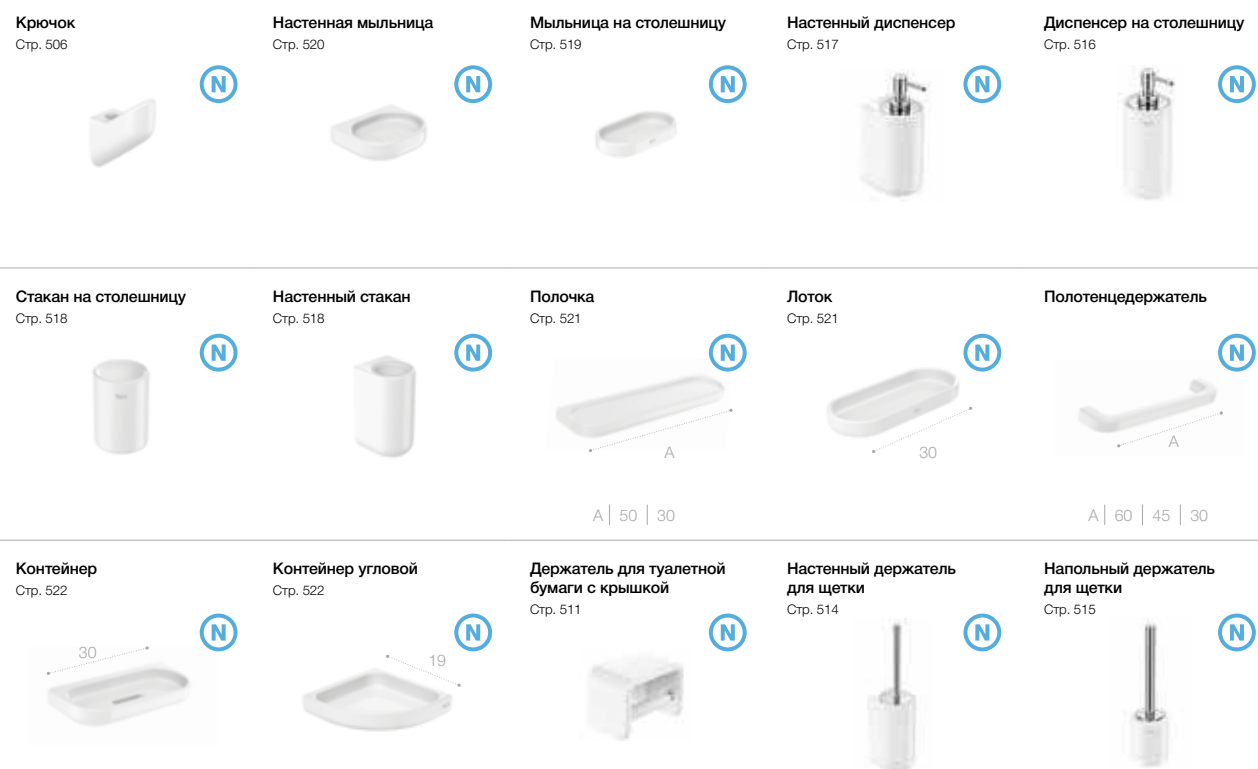 Крючок
Стр. 506
N
Настенная мыльница
Стр. 520
N
Мыльница на столешницу
Стр. 519
N
Настенный диспенсер
Стр. 517
N
Диспенсер на столешницу
Стр. 516
N
Стакан на столешницу
Стр. 518
N
Настенный стакан
Стр. 518
N
Полочка
Стр. 521
N
A
A | 50 | 30
Лоток
Стр. 521
N
30
Полотенцедержатель
N
A
A | 60 | 45 | 30
Контейнер
Стр. 522
N
30
Контейнер угловой
Стр. 522
N
19
Держатель для туалетной
бумаги с крышкой
Стр. 511
N
Настенный держатель
для щетки
Стр. 514
N
Напольный держатель
для щетки
Стр. 515
N